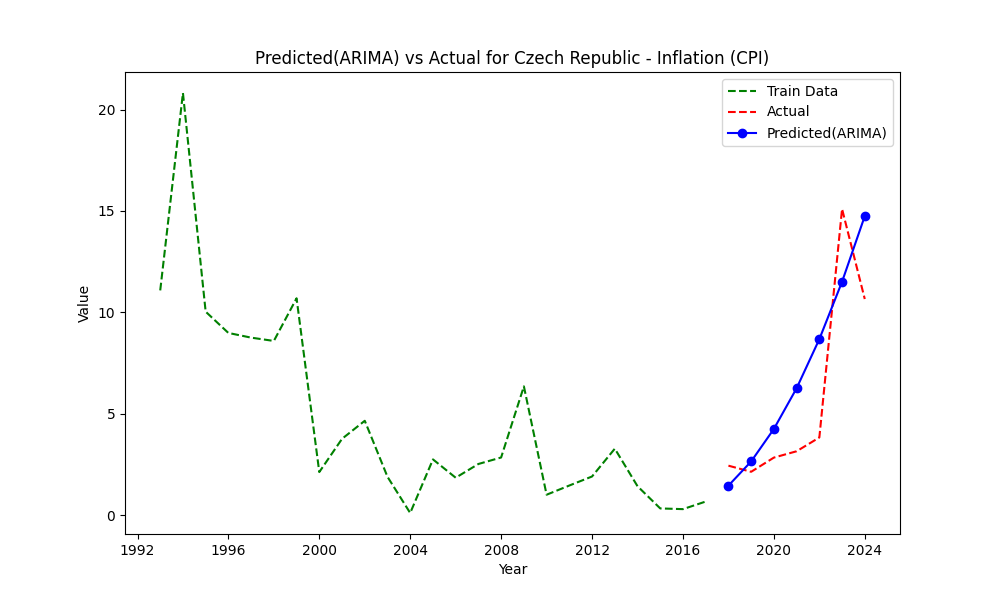 Predicted(ARIMA) vs Actual for Czech Republic - Inflation (CPI)
Train Data
Actual
Predicted(ARIMA)
20
15
10
5
0
Value
1992 1996 2000 2004 2008 2012 2016 2020 2024
Year